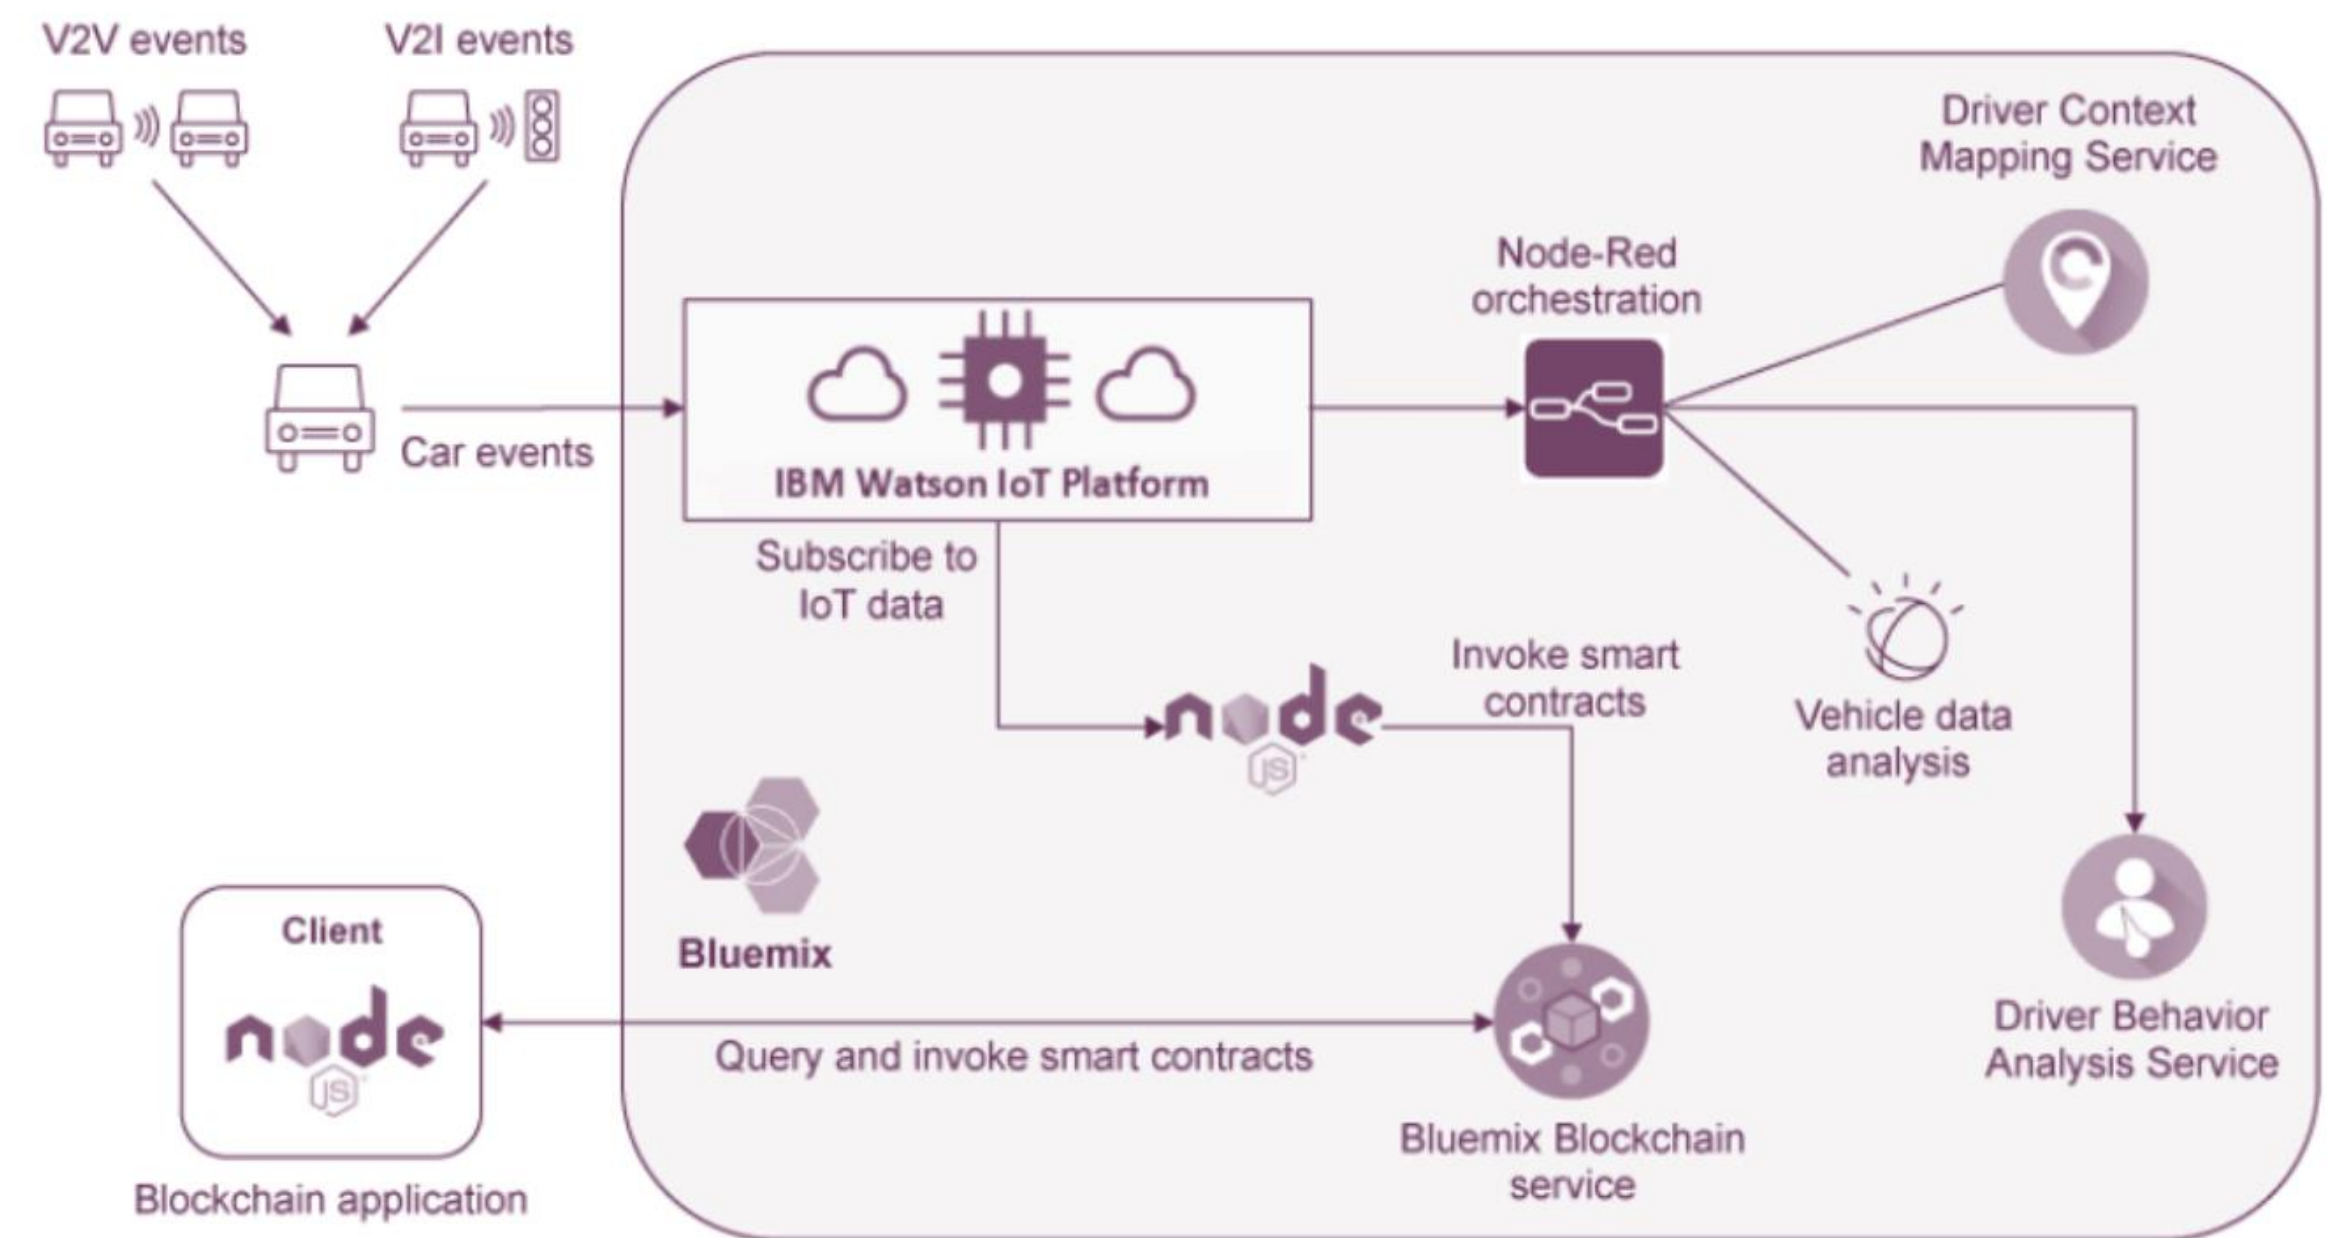 V2V events
V2I events
Driver Context
Mapping Service
Node-Red
orchestration
Car events
IBM Watson IoT Platform
Subscribe to
IoT data
Invoke smart
contracts
node
JS
Vehicle data
analysis
Bluemix
Client
node
JS
Blockchain application
Query and invoke smart contracts
Bluemix Blockchain
service
Driver Behavior
Analysis Service